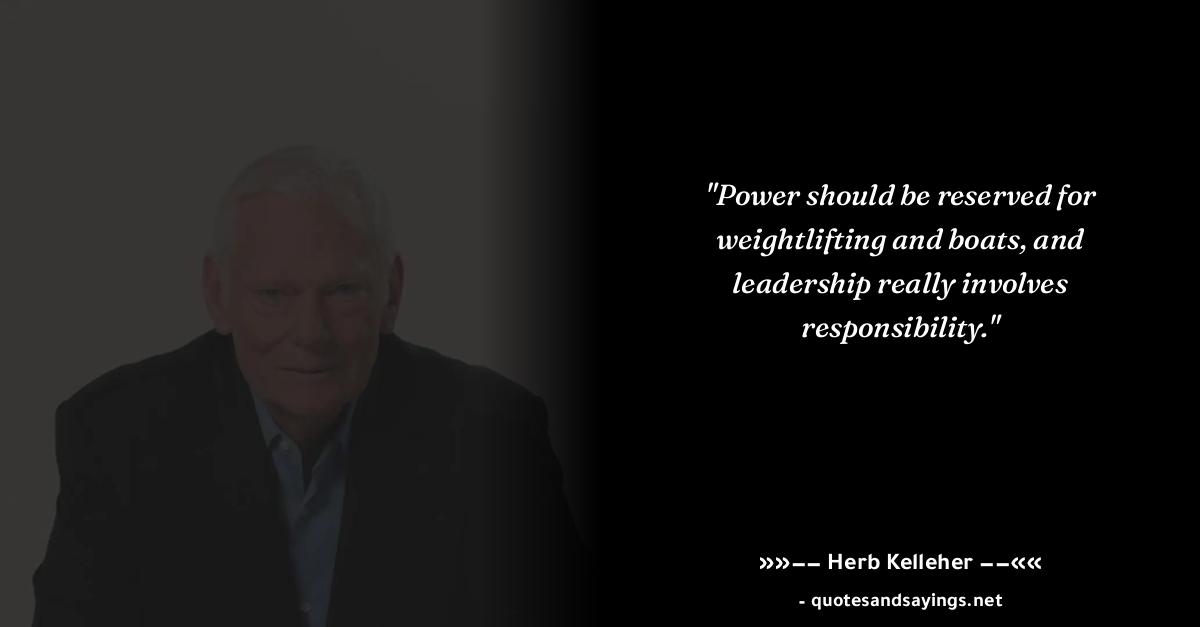 "Power should be reserved for
weightlifting and boats, and
leadership really involves
responsibility."
»»−− Herb Kelleher −−««
- quotesandsayings.net